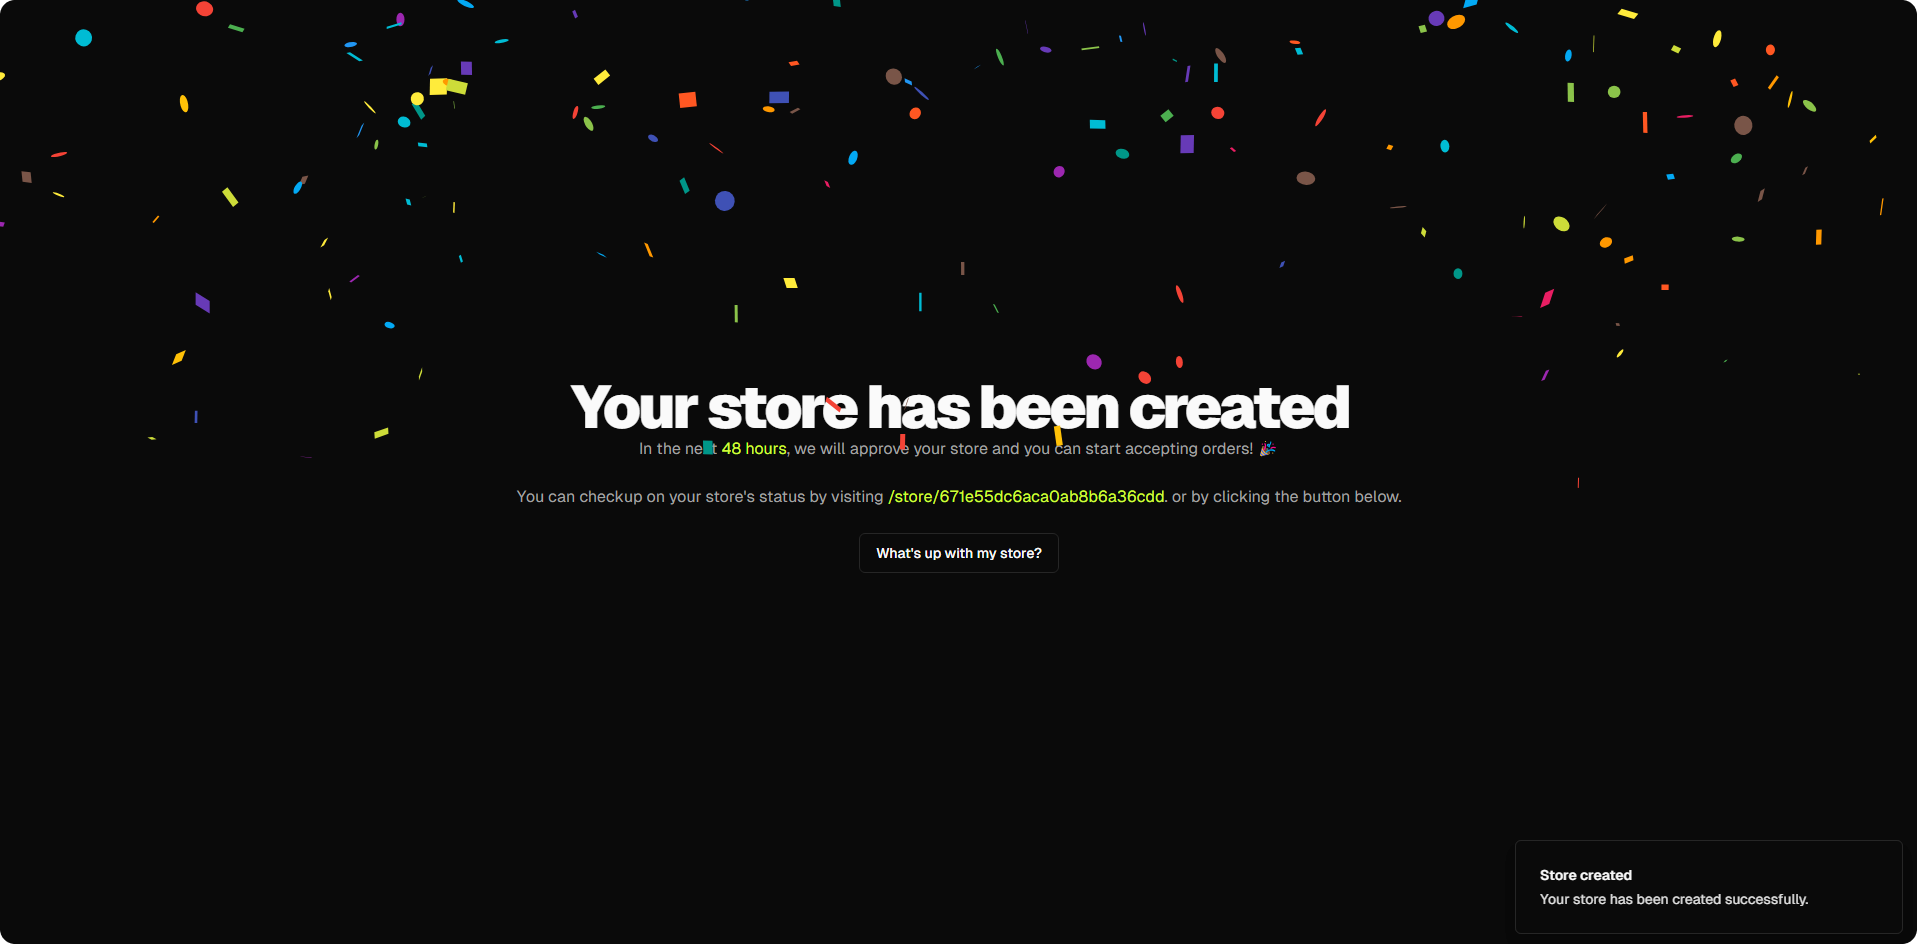 Your store has been created
In the next 48 hours, we will approve your store and you can start accepting orders! 🎉
You can checkup on your store's status by visiting /store/671e55dc6aca0ab8b6a36cdd. or by clicking the button below.
What's up with my store?
Store created
Your store has been created successfully.